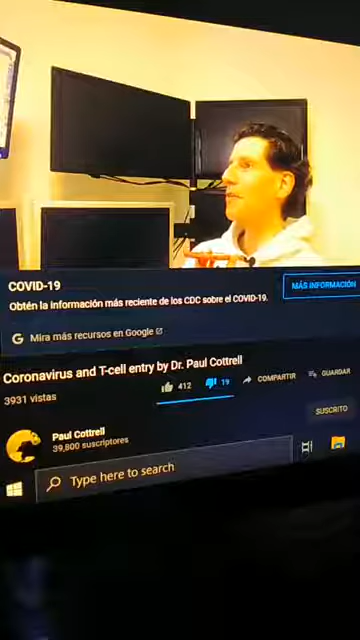 COVID-19
MÁS INFORMACIÓN
Obtén la información más reciente de los CDC sobre el COVID-19.
G Mira más recursos en Google
Coronavirus and T-cell entry by Dr. Paul Cottrell
3931 vistas
412
19
COMPARTIR
GUARDAR
Paul Cottrell
39,800 suscriptores
SUSCRITO
Type here to search